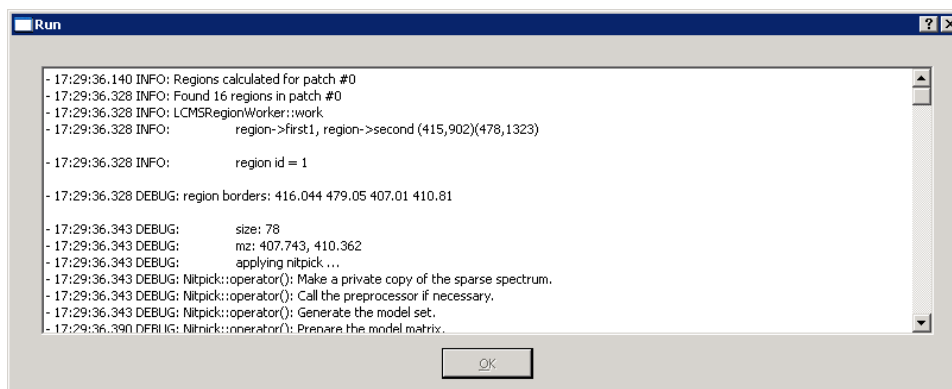 Run
- 17:29:36.140 INFO: Regions calculated for patch #0
- 17:29:36.328 INFO: Found 16 regions in patch #0
- 17:29:36.328 INFO: LCMSRegionWorker::work
- 17:29:36.328 INFO: region->first1, region->second (415,902)(478,1323)
- 17:29:36.328 INFO: region id = 1
- 17:29:36.328 DEBUG: region borders: 416.044 479.05 407.01 410.81
- 17:29:36.343 DEBUG: size: 78
- 17:29:36.343 DEBUG: mz: 407.743, 410.362
- 17:29:36.343 DEBUG: applying nitpick ...
- 17:29:36.343 DEBUG: Nitpick::operator(): Make a private copy of the sparse spectrum.
- 17:29:36.343 DEBUG: Nitpick::operator(): Call the preprocessor if necessary.
- 17:29:36.343 DEBUG: Nitpick::operator(): Generate the model set.
- 17:29:36.390 DEBUG: Nitpick::operator(): Prepare the model matrix.
OK